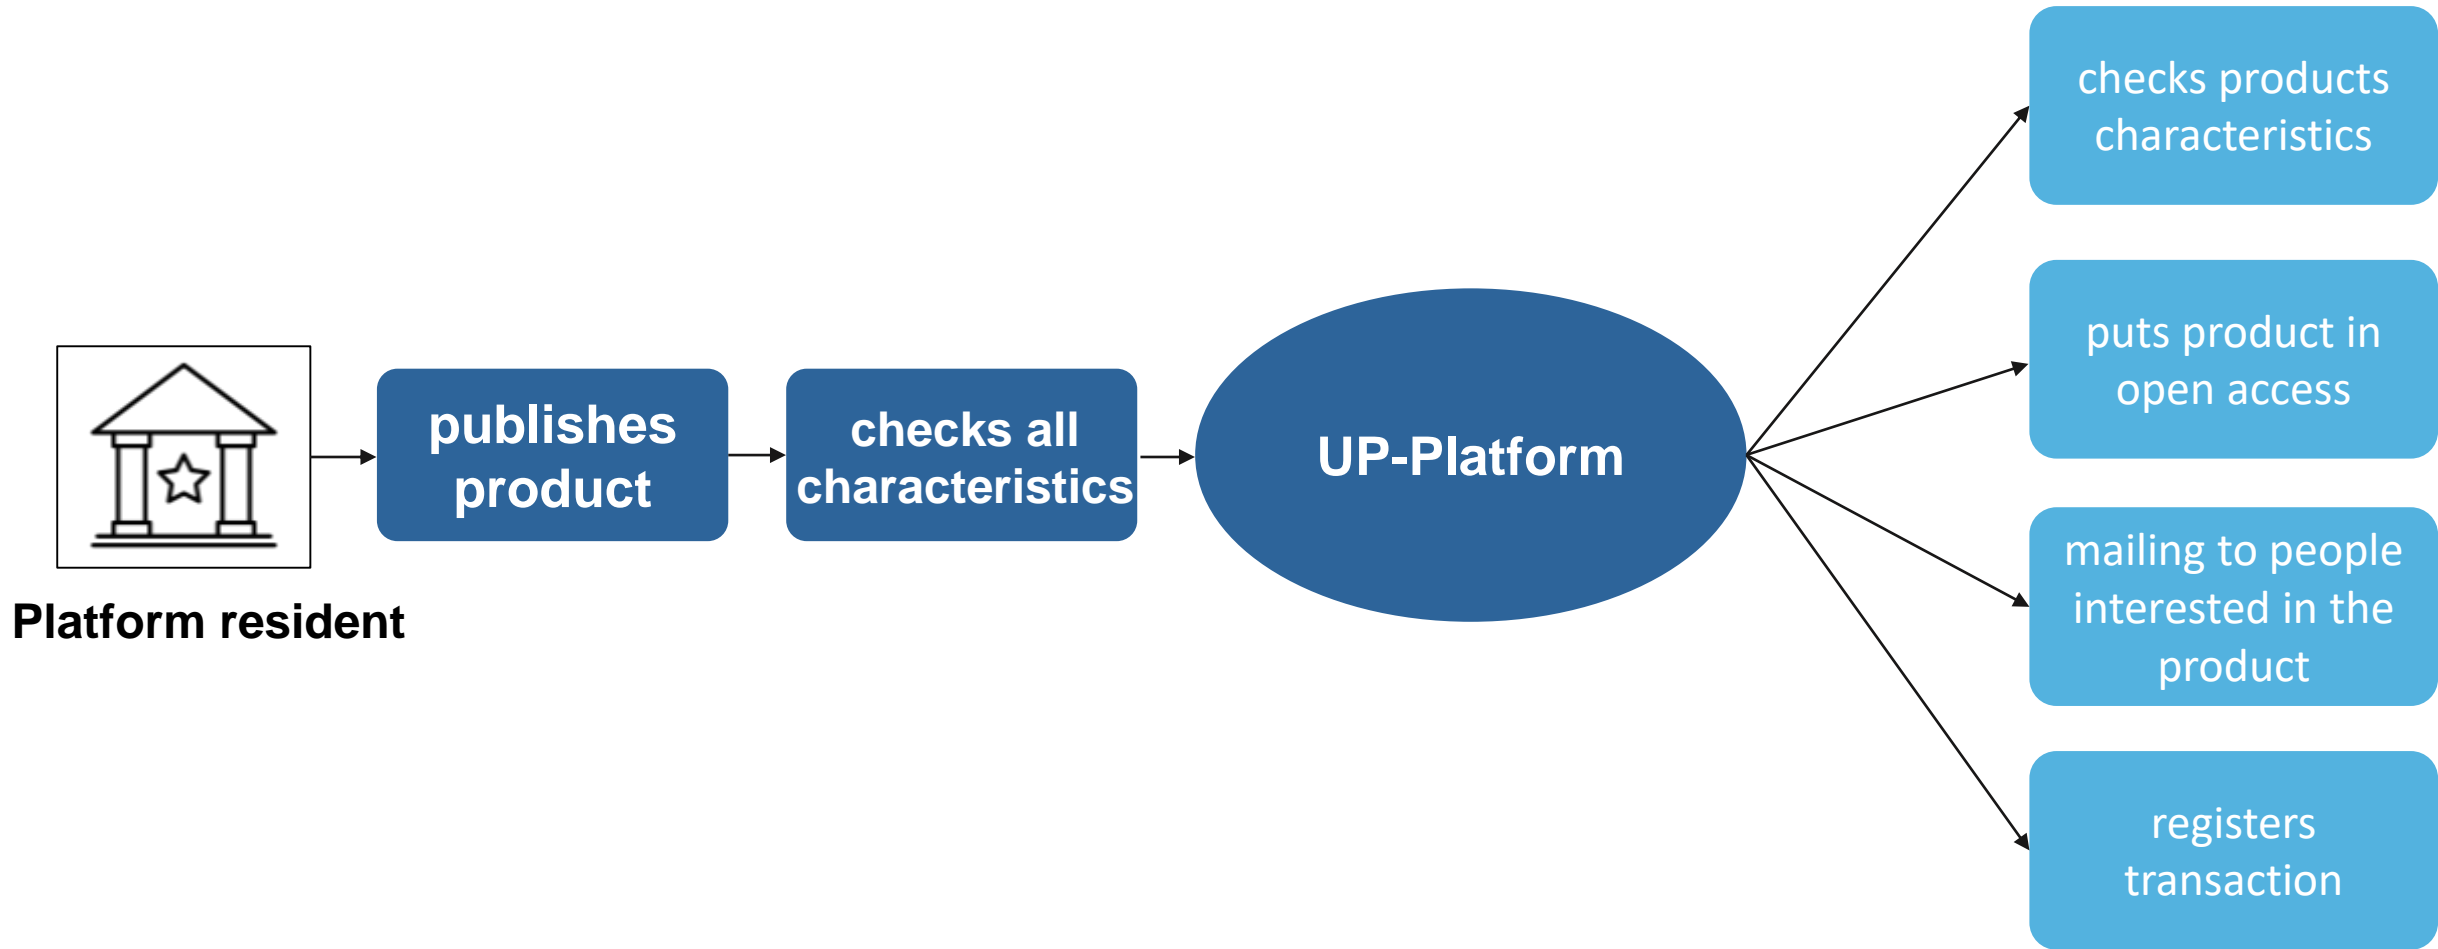 Platform resident
publishes
product
checks all
characteristics
UP-Platform
checks products
characteristics
puts product in
open access
mailing to people
interested in the
product
registers
transaction